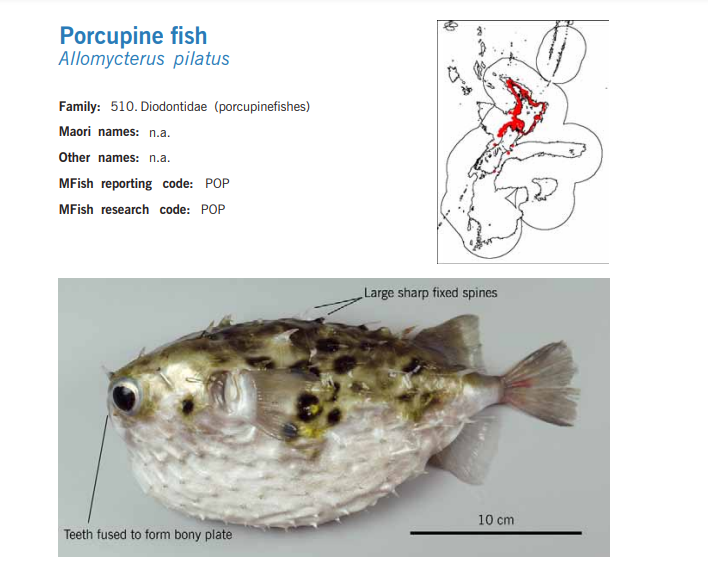 Porcupine fish
Allomycterus pilatus
Family: 510. Diodontidae (porcupinefishes)
Maori names: n.a.
Other names: n.a.
MFish reporting code: POP
MFish research code: POP
Large sharp fixed spines
10 cm
Teeth fused to form bony plate